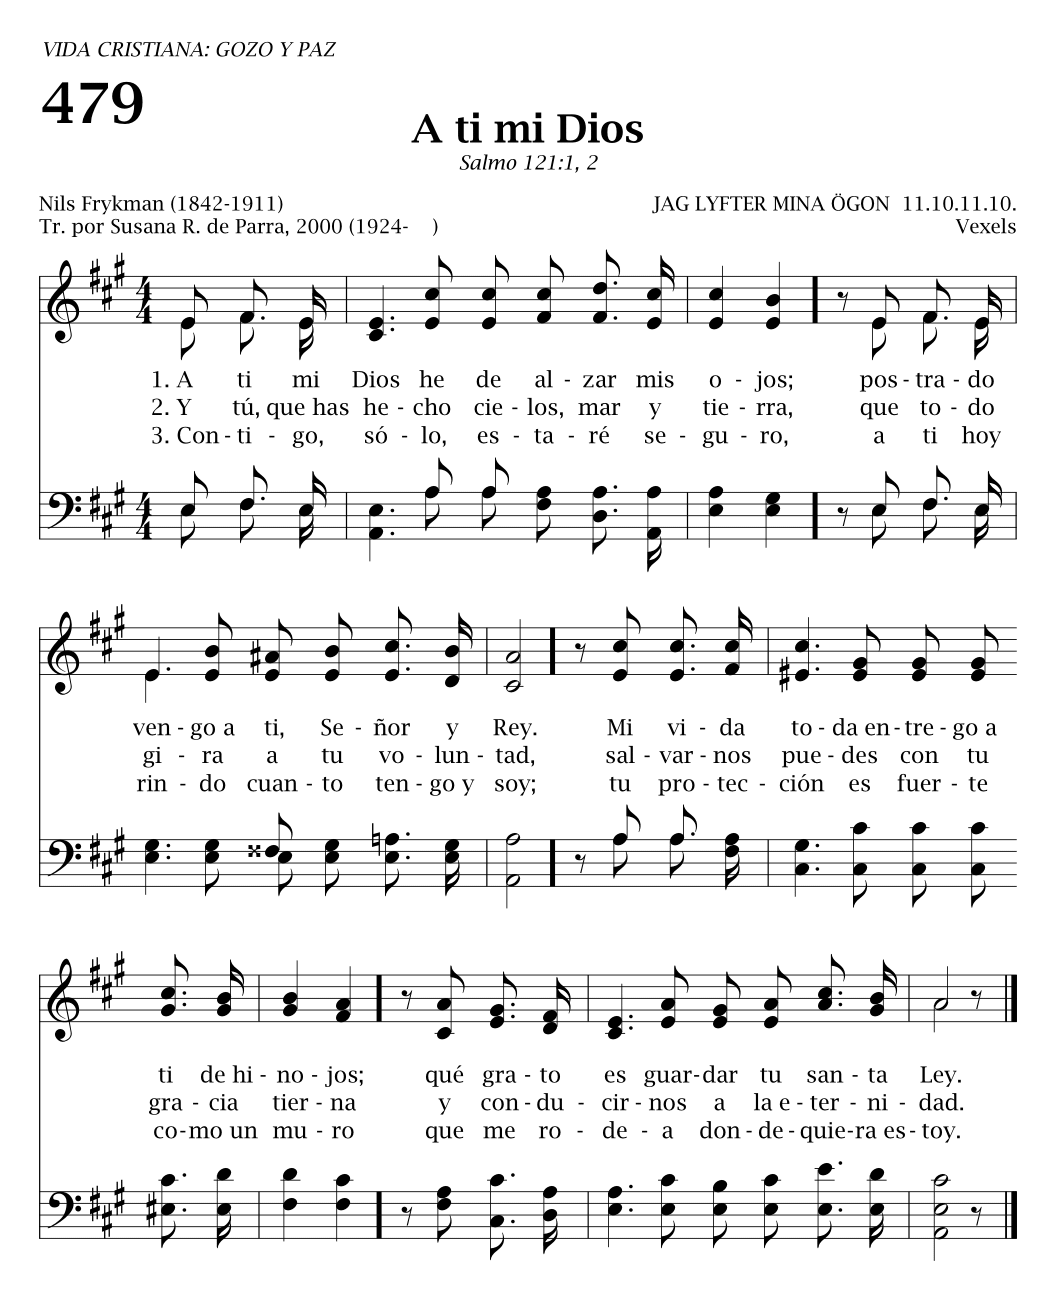 VIDA CRISTIANA: GOZO Y PAZ
479
A ti mi Dios
Salmo 121:1, 2
Nils Frykman (1842-1911) JAG LYFTER MINA ÖGON 11.10.11.10.
Tr. por Susana R. de Parra, 2000 (1924- ) Vexels
4 4
1. A ti mi Dios he de al - zar mis o - jos; pos - tra - do
2. Y tú, que has he - cho cie - los, mar y tie - rra, que to - do
3. Con - ti - go, só - lo, es - ta - ré se - gu - ro, a ti hoy
4 4
ven - go a ti, Se - ñor y Rey. Mi vi - da to - da en - tre - go a
gi - ra a tu vo - lun - tad, sal - var - nos pue - des con tu
rin - do cuan - to ten - go y soy; tu pro - tec - ción es fuer - te
ti de hi - no - jos; qué gra - to es guar - dar tu san - ta Ley.
gra - cia tier - na y con - du - cir - nos a la e - ter - ni - dad.
co - mo un mu - ro que me ro - de - a don - de - quie - ra es - toy.